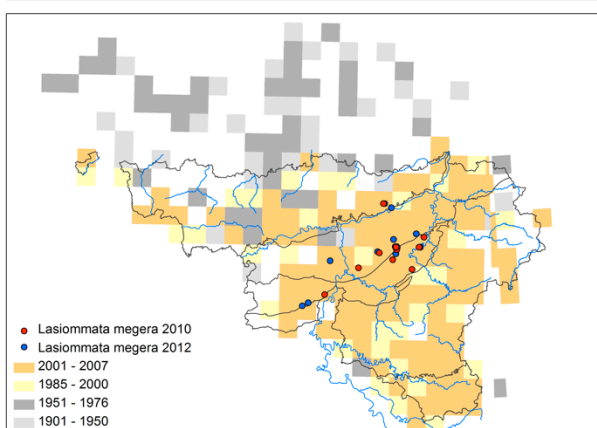 Lasiommata megera 2010
Lasiommata megera 2012
2001 - 2007
1985 - 2000
1951 - 1976
1901 - 1950